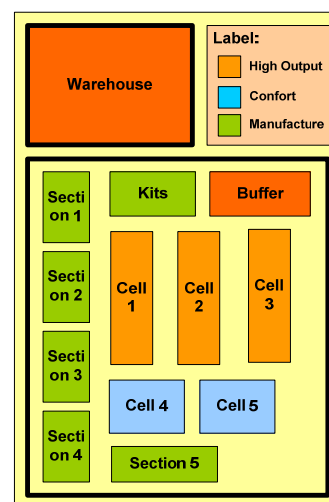 Warehouse
Label:
High Output
Confort
Manufacture
Secti
on 1
Kits
Buffer
Secti
on 2
Cell
1
Cell
2
Cell
3
Secti
on 3
Cell 4
Cell 5
Secti
on 4
Section 5